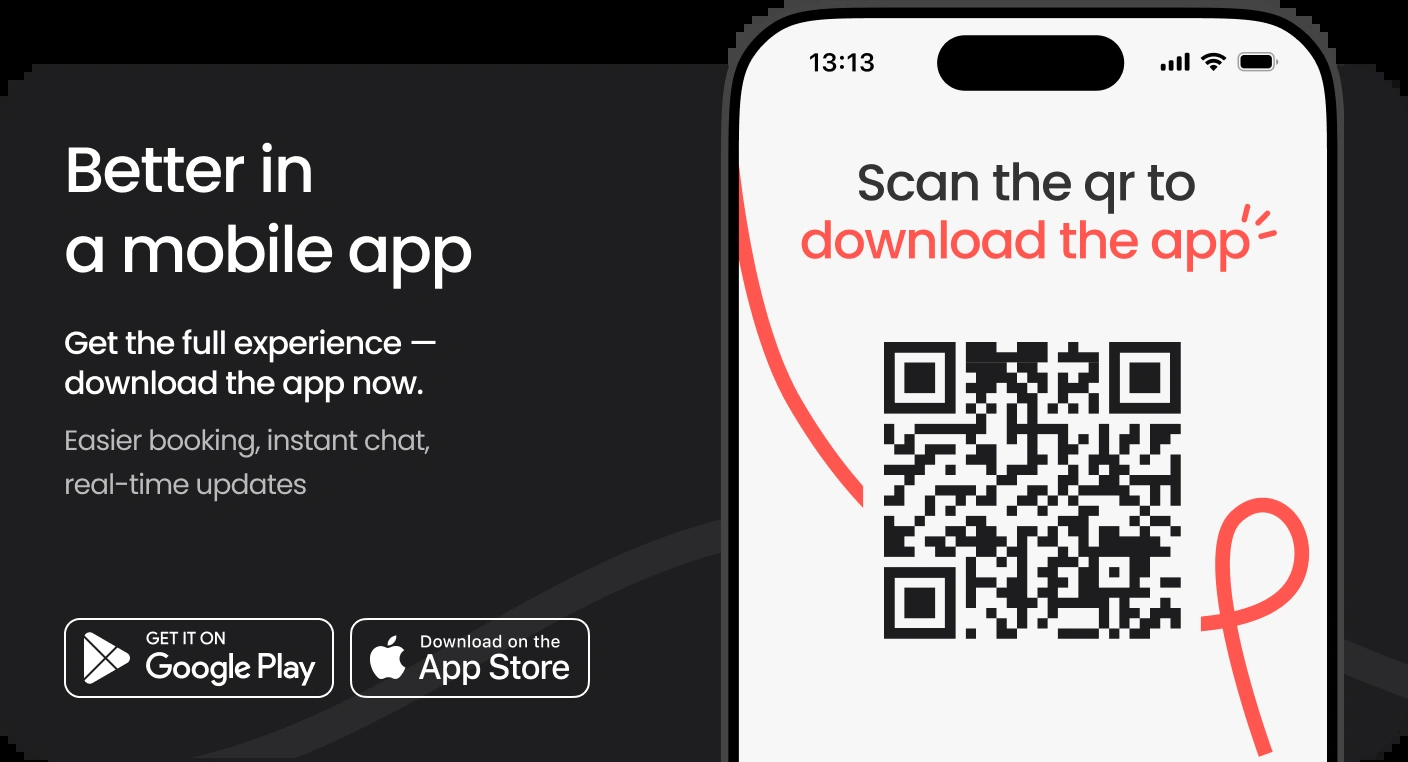 Better in
a mobile app
Get the full experience —
download the app now.
Easier booking, instant chat,
real-time updates
GET IT ON
Google Play
Download on the
App Store
13:13
Scan the qr to
download the app